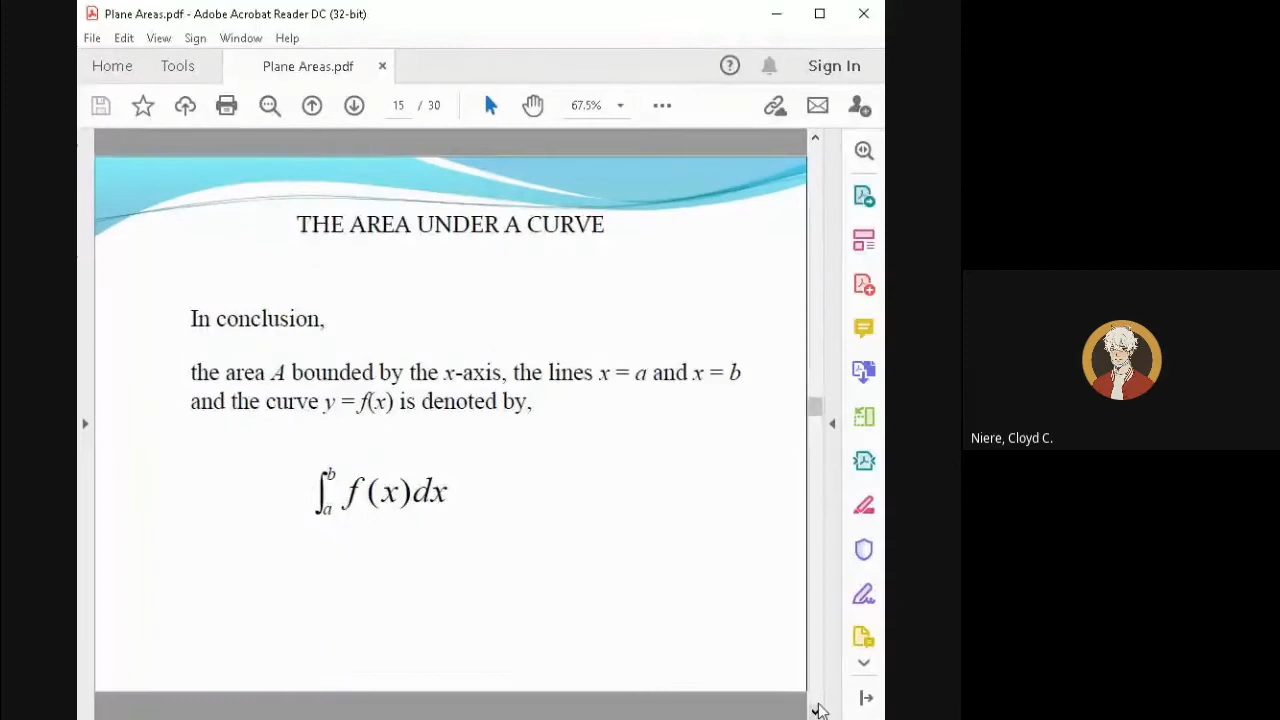 Plane Areas.pdf - Adobe Acrobat Reader DC (32-bit)
File Edit View Sign Window Help
Home Tools Plane Areas.pdf × Sign In
15 / 30 67.5%
THE AREA UNDER A CURVE
In conclusion,
the area A bounded by the x-axis, the lines x = a and x = b
and the curve y = f(x) is denoted by,
∫_a^b f(x)dx
Niere, Cloyd C.